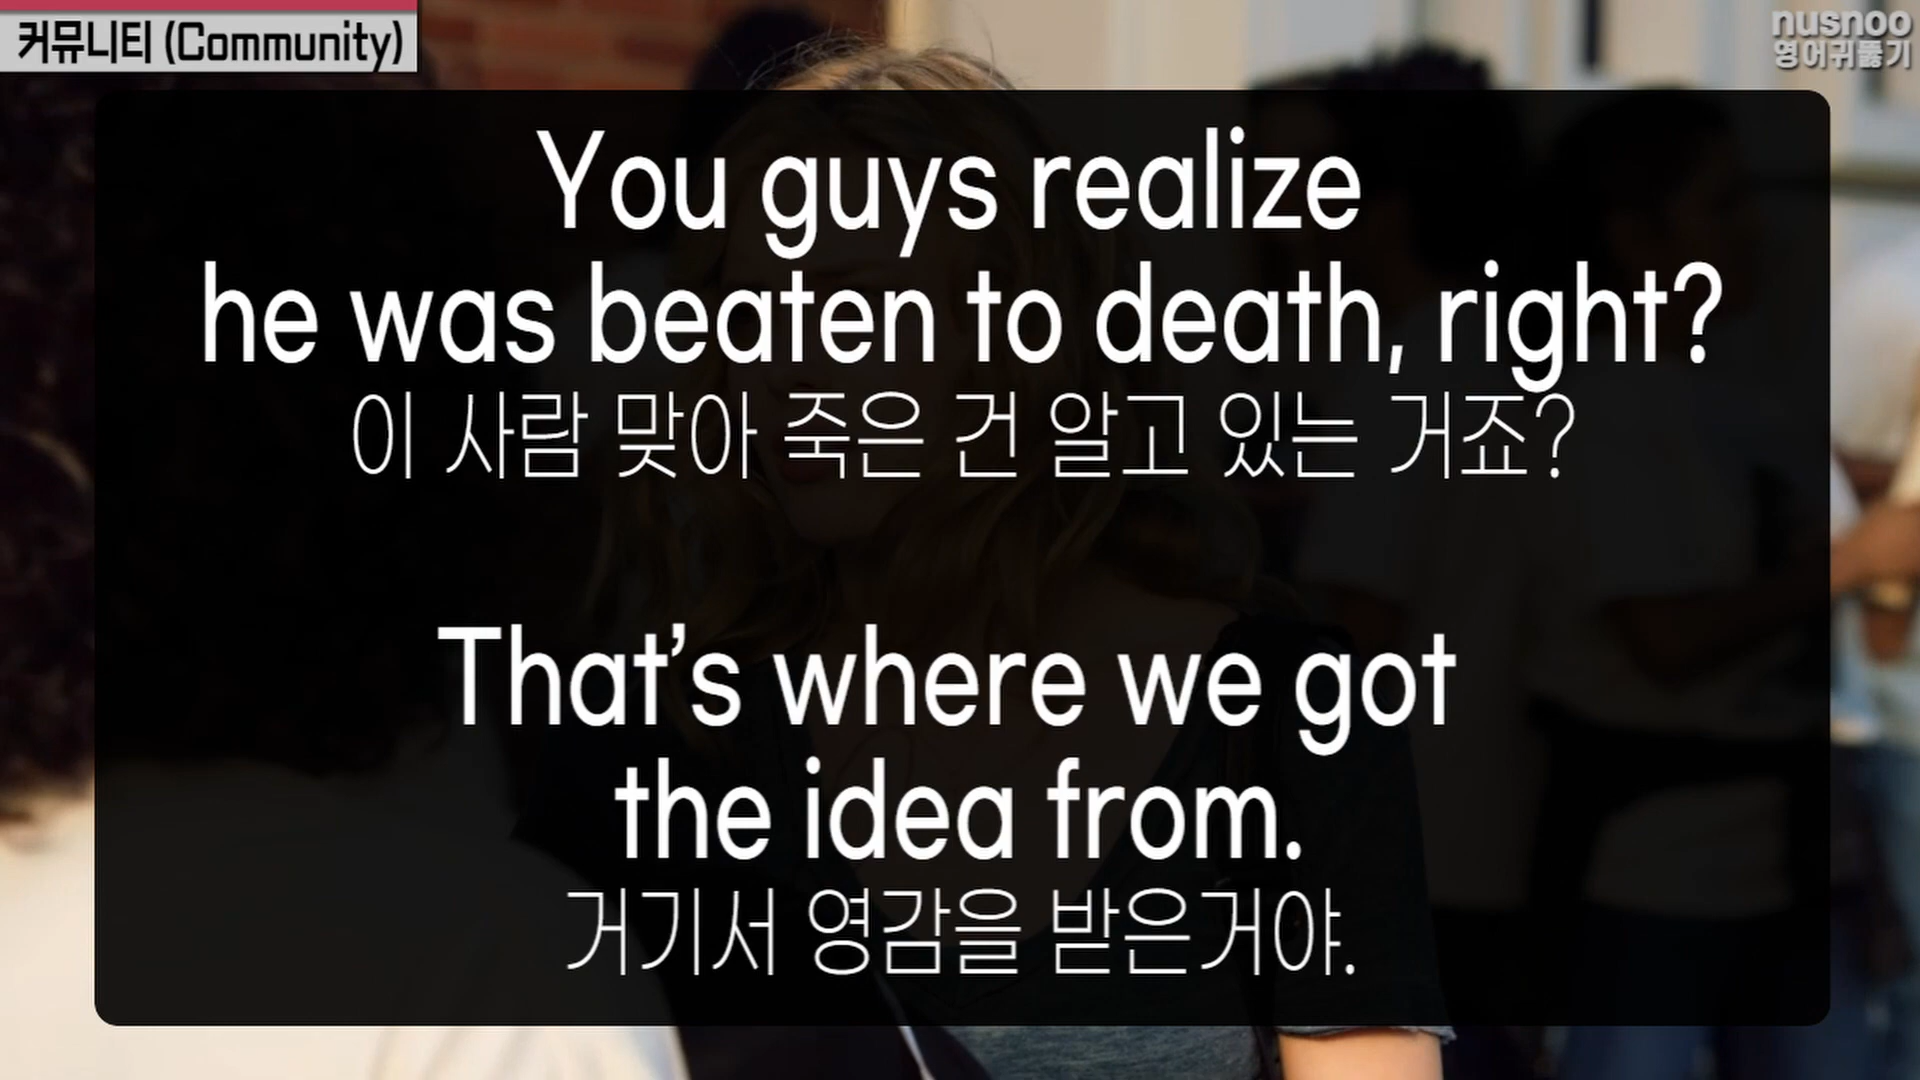 커뮤니티 (Community)
nusnoo
영어귀뚫기
You guys realize
he was beaten to death, right?
이 사람 맞아 죽은 건 알고 있는 거죠?
That's where we got
the idea from.
거기서 영감을 받은거야.